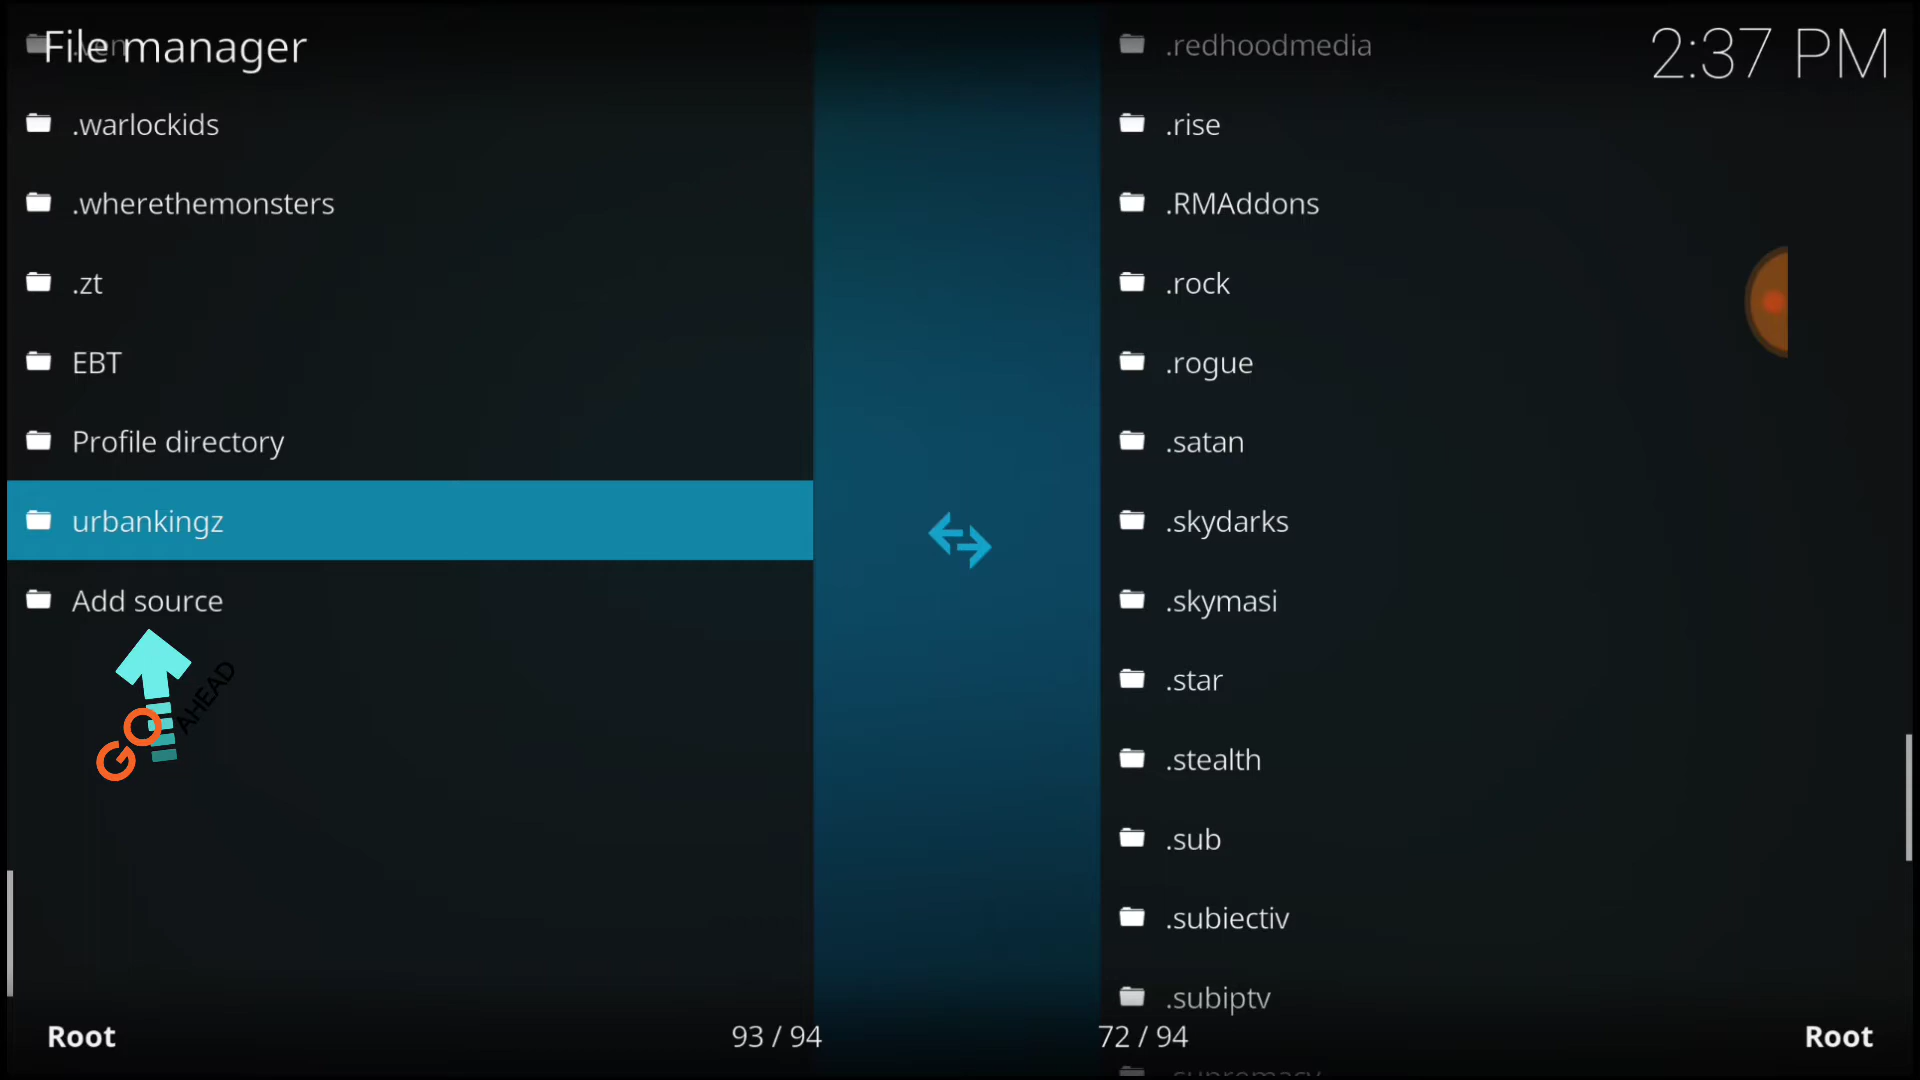 File manager
2:37 PM
.warlockids
.wherethemonsters
.zt
EBT
Profile directory
urbankingz
Add source
GO
AHEAD
Root
93 / 94
.redhoodmedia
.rise
.RMAddons
.rock
.rogue
.satan
.skydarks
.skymasi
.star
.stealth
.sub
.subiectiv
.subiptv
72 / 94
Root